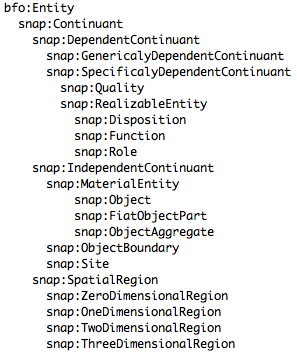 bfo:Entity
snap:Continuant
snap:DependentContinuant
snap:GenericalyDependentContinuant
snap:SpecificalyDependentContinuant
snap:Quality
snap:RealizableEntity
snap:Disposition
snap:Function
snap:Role
snap:IndependentContinuant
snap:MaterialEntity
snap:Object
snap:FiatObjectPart
snap:ObjectAggregate
snap:ObjectBoundary
snap:Site
snap:SpatialRegion
snap:ZeroDimensionalRegion
snap:OneDimensionalRegion
snap:TwoDimensionalRegion
snap:ThreeDimensionalRegion